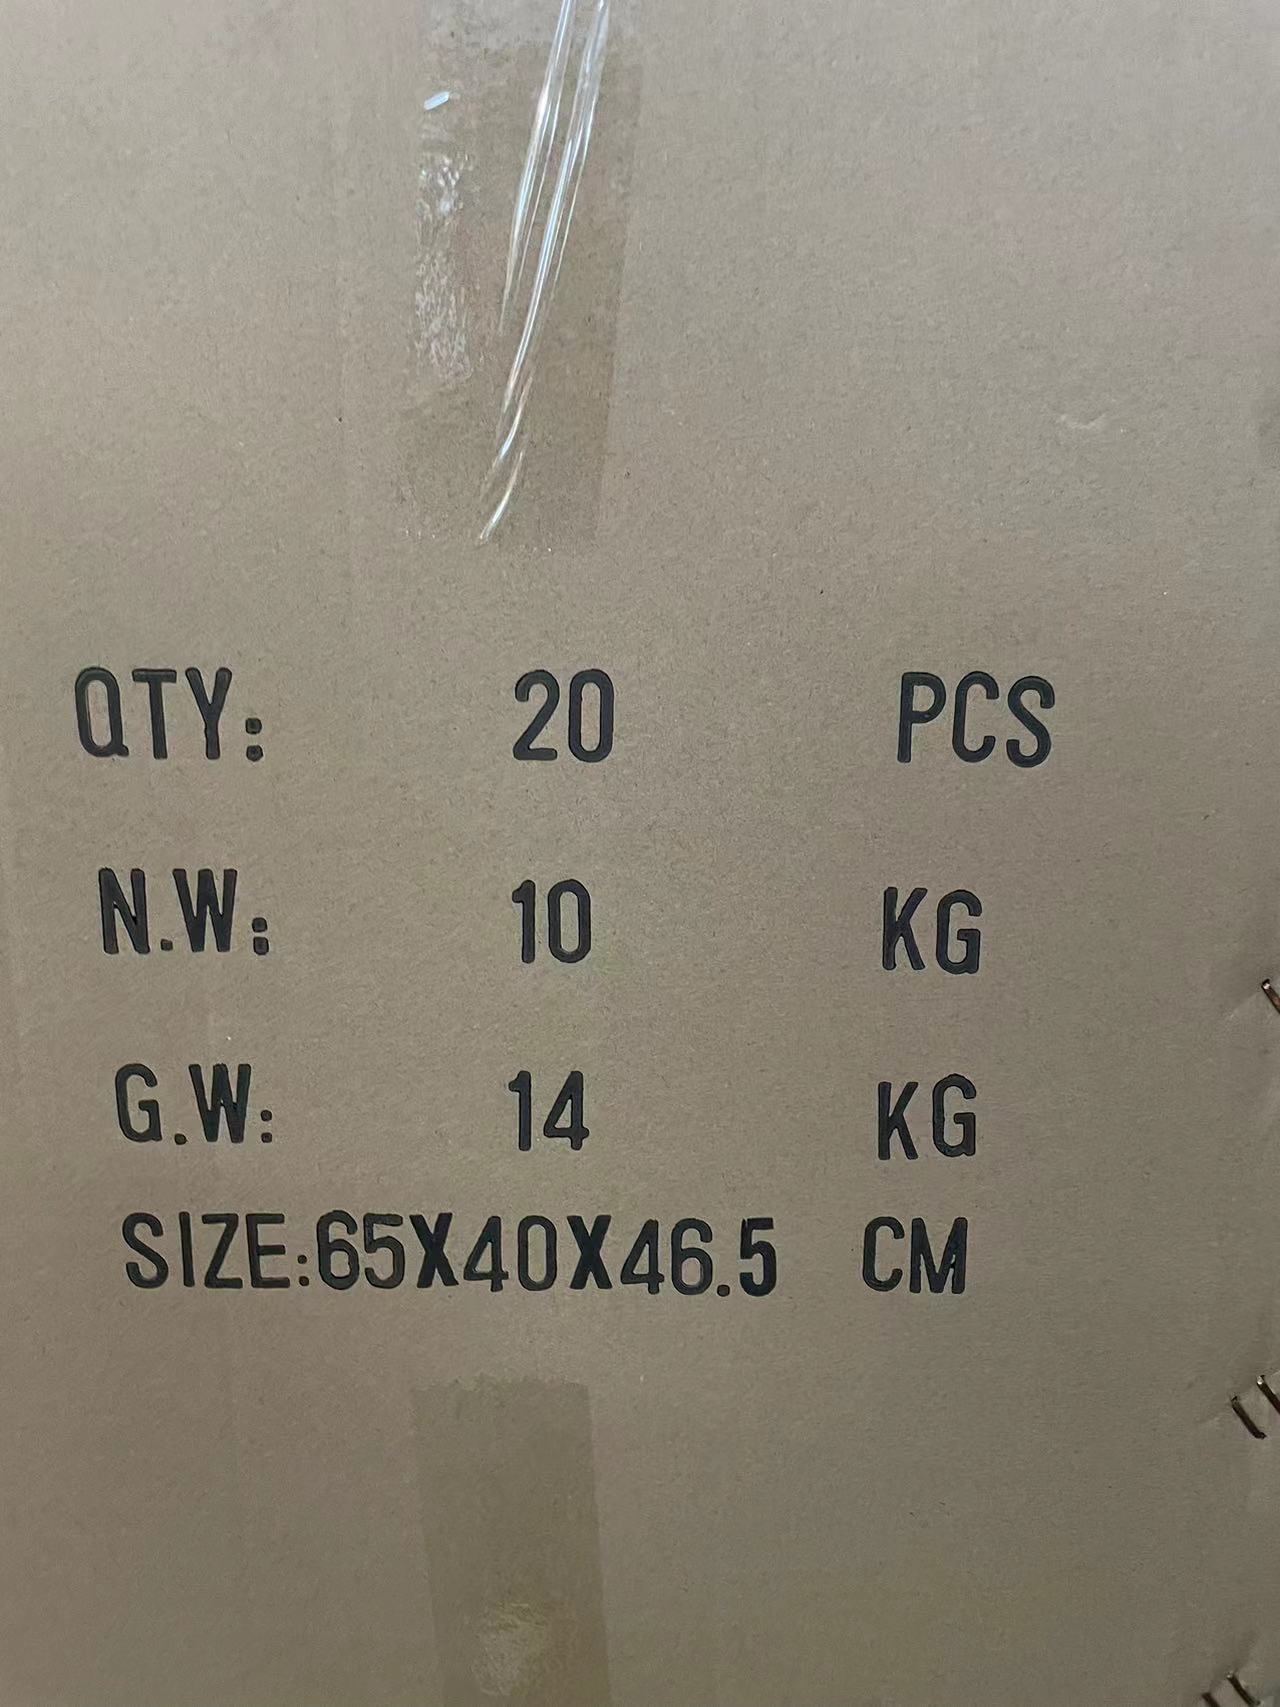 QTY: 20 PCS
N.W: 10 KG
G.W: 14 KG
SIZE:65X40X46.5 CM